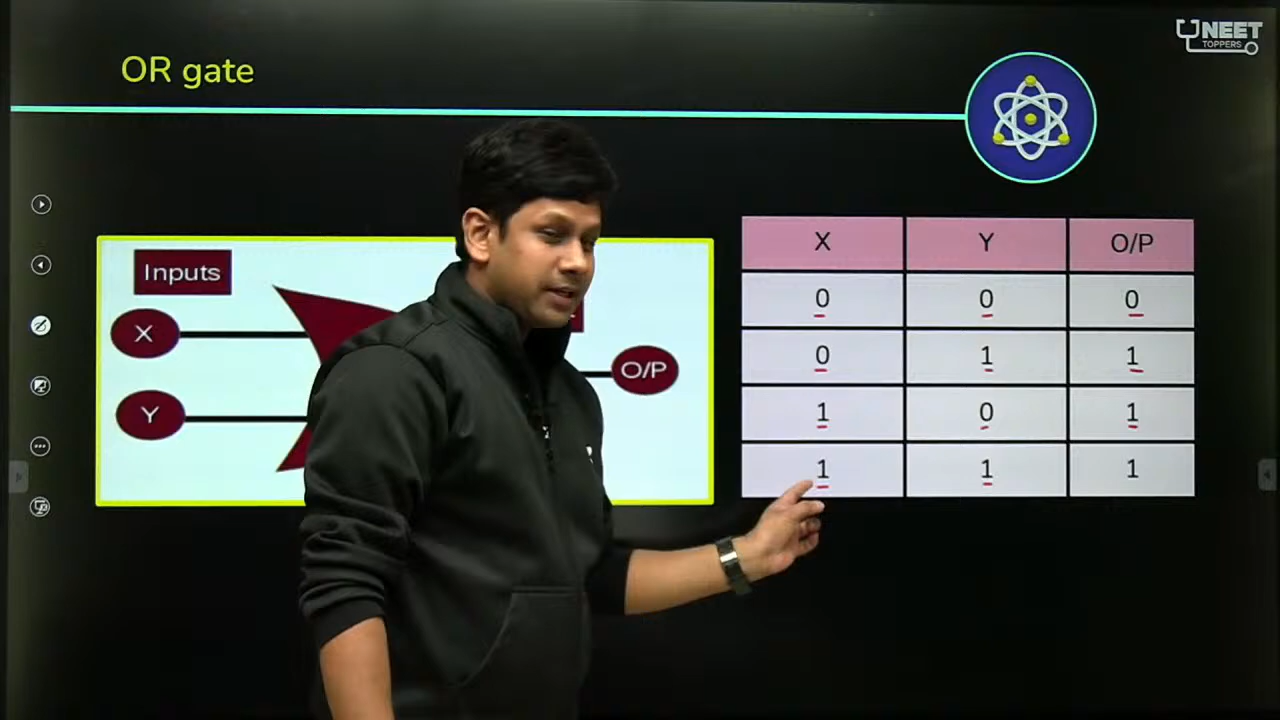 NEET
TOPPERS
OR gate
Inputs
X
Y
O/P
X Y O/P
0 0 0
0 1 1
1 0 1
1 1 1